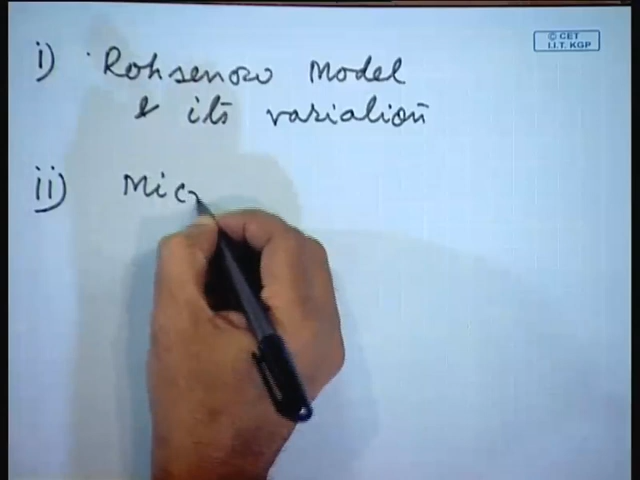 © CET
I.I.T. KGP
i) Rohsenow Model
& its variation
ii) Mic